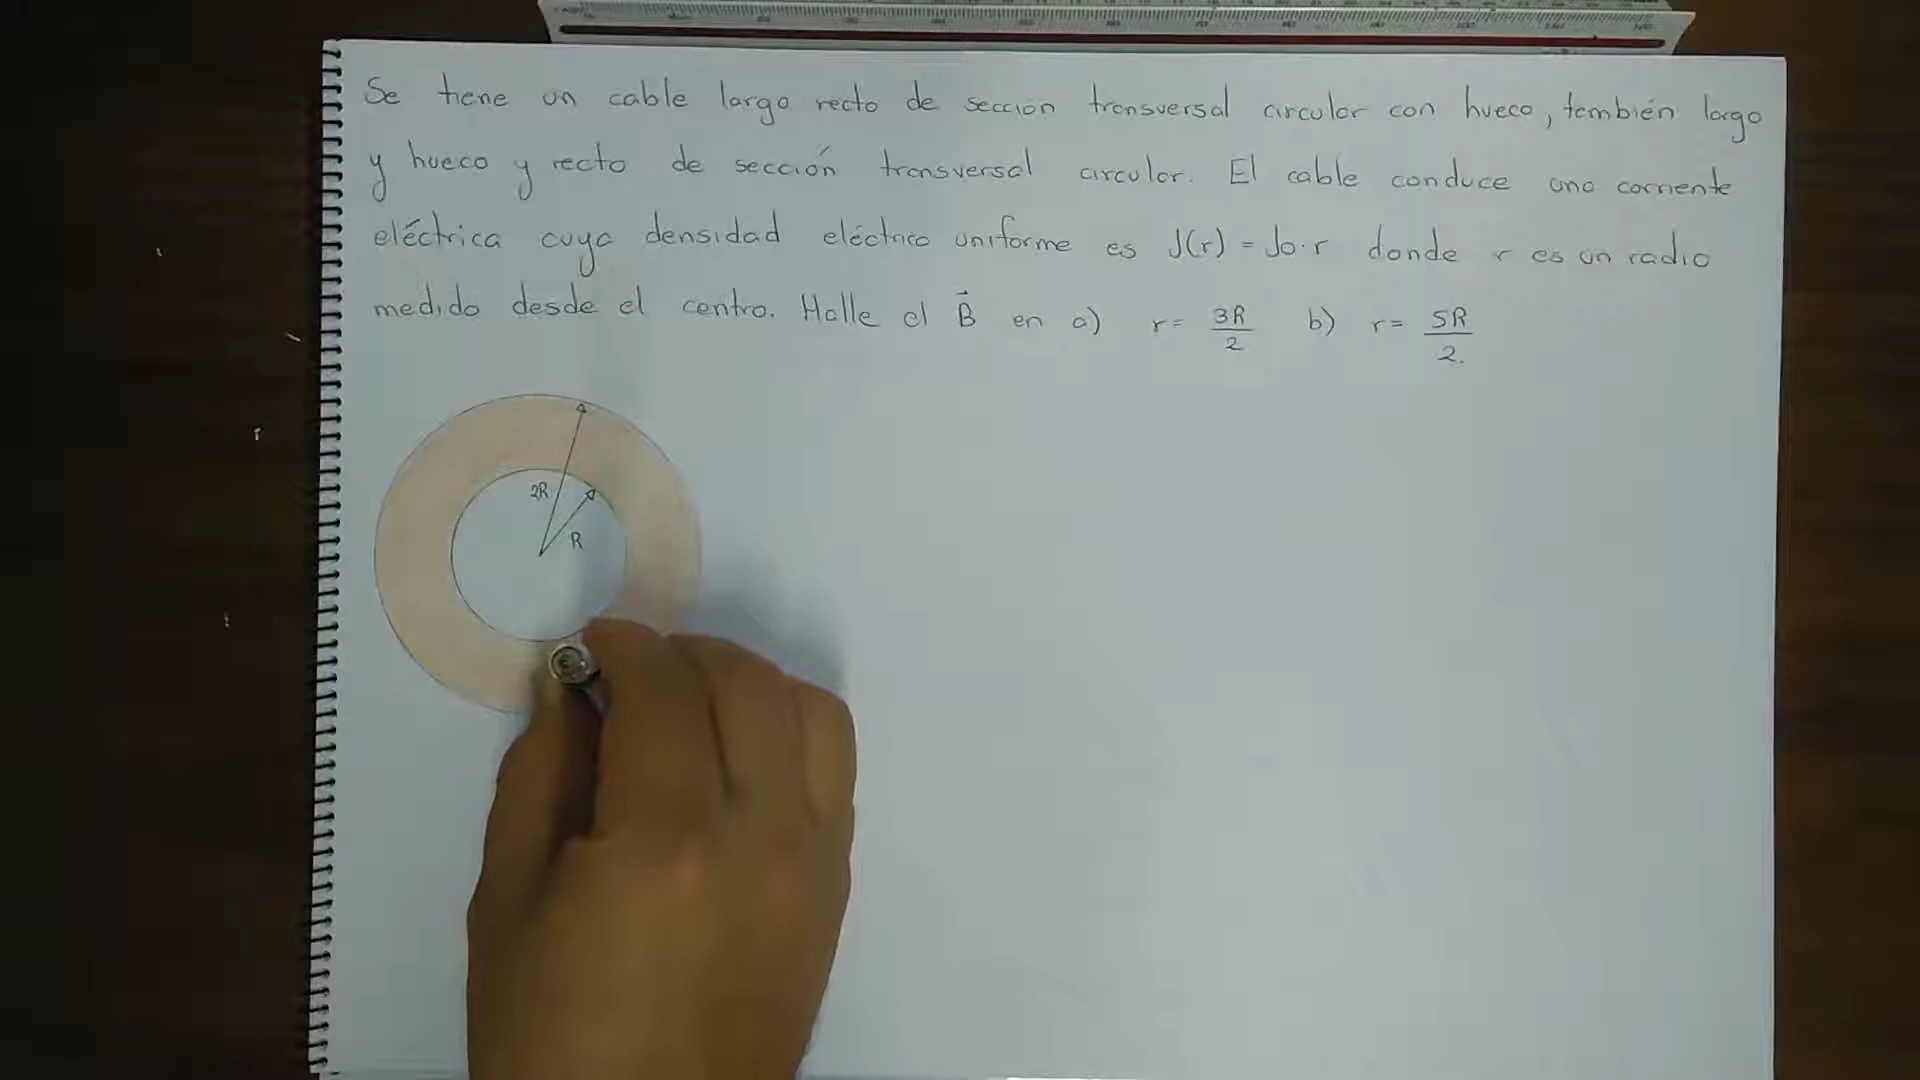 Se tiene un cable largo recto de sección transversal circular con hueco, también largo
y hueco y recto de sección transversal circular. El cable conduce una corriente
eléctrica cuya densidad eléctrico uniforme es J(r) = Jo·r donde r es un radio
medido desde el centro. Halle el B⃗ en a) r = 3R/2 b) r = 5R/2.
2R
R